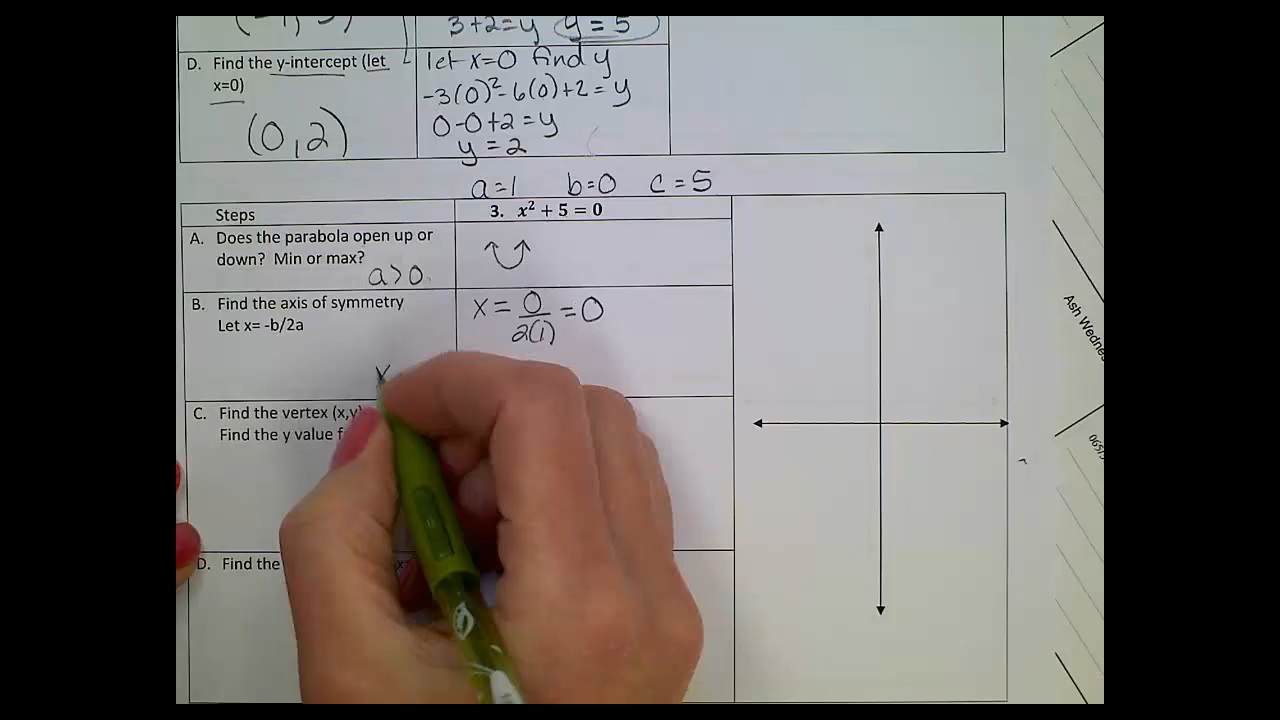 3+2=y y = 5
D. Find the y-intercept (let x=0)
(0,2)
let x=0 find y
-3(0)²-6(0)+2=y
0-0+2=y
y=2
a=1 b=0 c=5
Steps
3. x² + 5 = 0
A. Does the parabola open up or
down? Min or max?
a>0
B. Find the axis of symmetry
Let x= -b/2a
x = 0/2(1) = 0
x
C. Find the vertex (x,y)
Find the y value
D. Find the
Ash Wednes